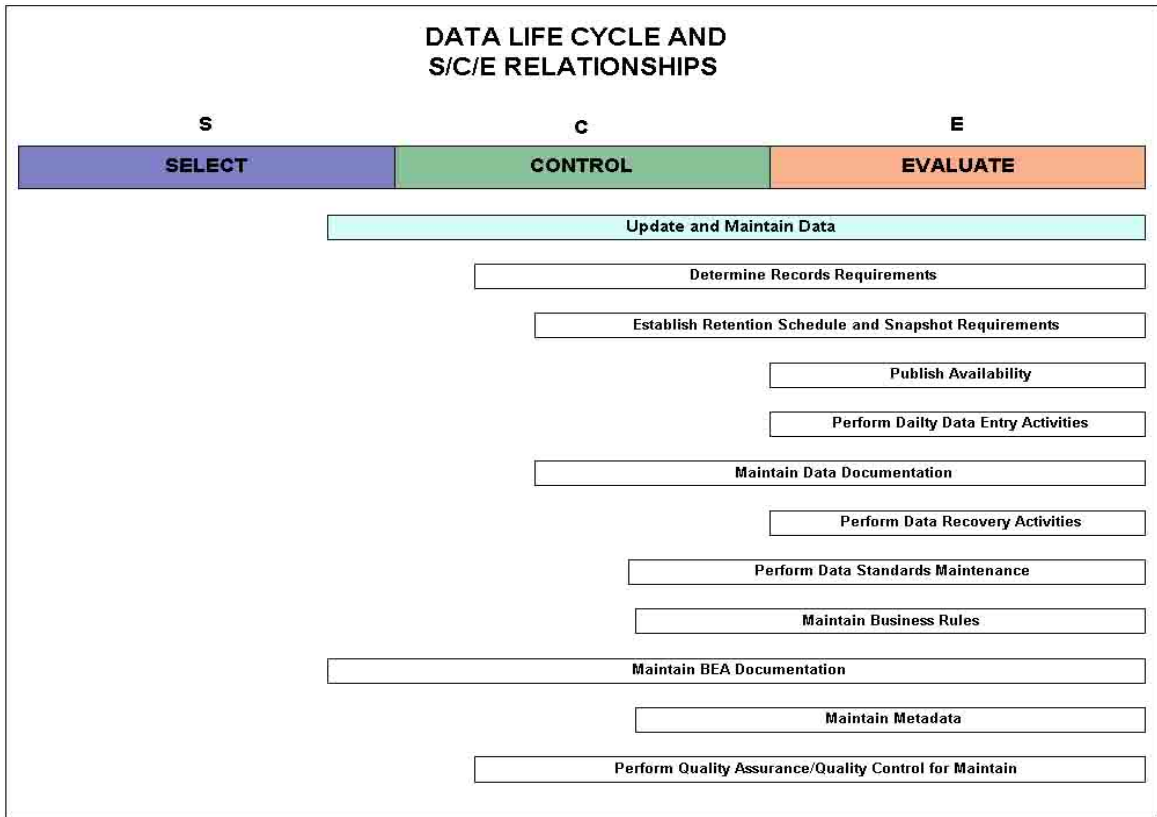 DATA LIFE CYCLE AND
S/C/E RELATIONSHIPS
S C E
SELECT CONTROL EVALUATE
Update and Maintain Data
Determine Records Requirements
Establish Retention Schedule and Snapshot Requirements
Publish Availability
Perform Dailty Data Entry Activities
Maintain Data Documentation
Perform Data Recovery Activities
Perform Data Standards Maintenance
Maintain Business Rules
Maintain BEA Documentation
Maintain Metadata
Perform Quality Assurance/Quality Control for Maintain